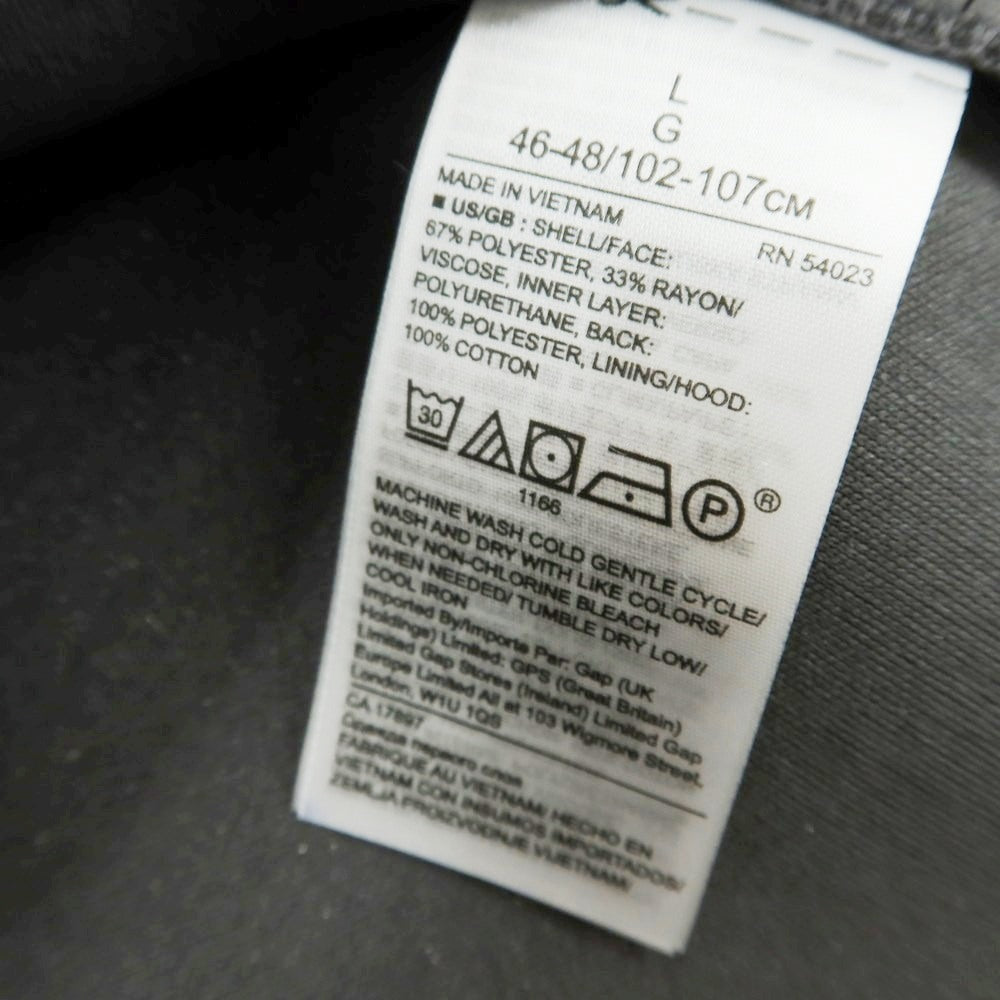 L
G
46-48/102-107CM
MADE IN VIETNAM
RN 54023
■ US/GB : SHELL/FACE:
67% POLYESTER, 33% RAYON/
VISCOSE, INNER LAYER:
POLYURETHANE, BACK:
100% POLYESTER, LINING/HOOD:
100% COTTON
30
1166
P ®
MACHINE WASH COLD GENTLE CYCLE/
WASH AND DRY WITH LIKE COLORS/
ONLY NON-CHLORINE BLEACH
WHEN NEEDED/ TUMBLE DRY LOW/
COOL IRON
Imported By/Importe Par: Gap (UK
Holdings) Limited: GPS (Great Britain)
Limited Gap Stores (Ireland) Limited Gap
Europe Limited All at 103 Wigmore Street,
London, W1U 1QS
CA 17897
Одежда первого слоя
FABRIQUE AU VIETNAM/ HECHO EN
VIETNAM CON INSUMOS IMPORTADOS/
ZEMLJA PROIZVODNJE VIJETNAM/